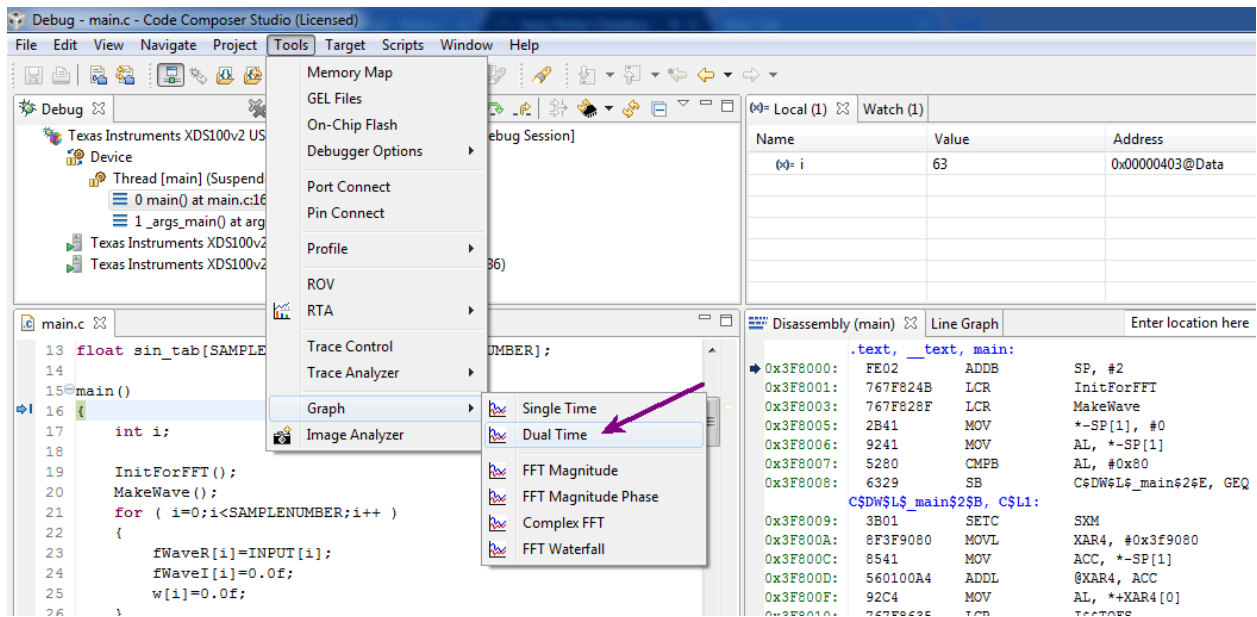 Debug - main.c - Code Composer Studio (Licensed)
File Edit View Navigate Project Tools Target Scripts Window Help
Debug
Texas Instruments XDS100v2 US
ebug Session]
Device
Thread [main] (Suspend
0 main() at main.c:16
1 _args_main() at arg
Texas Instruments XDS100v2
Texas Instruments XDS100v2
36)
Memory Map
GEL Files
On-Chip Flash
Debugger Options
Port Connect
Pin Connect
Profile
ROV
RTA
Trace Control
Trace Analyzer
Graph
Image Analyzer
Single Time
Dual Time
FFT Magnitude
FFT Magnitude Phase
Complex FFT
FFT Waterfall
(x)= Local (1) Watch (1)
Name Value Address
(x)= i 63 0x00000403@Data
main.c
13 float sin_tab[SAMPLE
UMBER];
14
15 main()
16 {
17 int i;
18
19 InitForFFT();
20 MakeWave();
21 for ( i=0;i<SAMPLENUMBER;i++ )
22 {
23 fWaveR[i]=INPUT[i];
24 fWaveI[i]=0.0f;
25 w[i]=0.0f;
26 }
Disassembly (main) Line Graph Enter location here
.text, __text, main:
0x3F8000: FE02 ADDB SP, #2
0x3F8001: 767F824B LCR InitForFFT
0x3F8003: 767F828F LCR MakeWave
0x3F8005: 2B41 MOV *-SP[1], #0
0x3F8006: 9241 MOV AL, *-SP[1]
0x3F8007: 5280 CMPB AL, #0x80
0x3F8008: 6329 SB C$DW$L$_main$2$E, GEQ
C$DW$L$_main$2$B, C$L1:
0x3F8009: 3B01 SETC SXM
0x3F800A: 8F3F9080 MOVL XAR4, #0x3f9080
0x3F800C: 8541 MOV ACC, *-SP[1]
0x3F800D: 560100A4 ADDL @XAR4, ACC
0x3F800F: 92C4 MOV AL, *+XAR4[0]